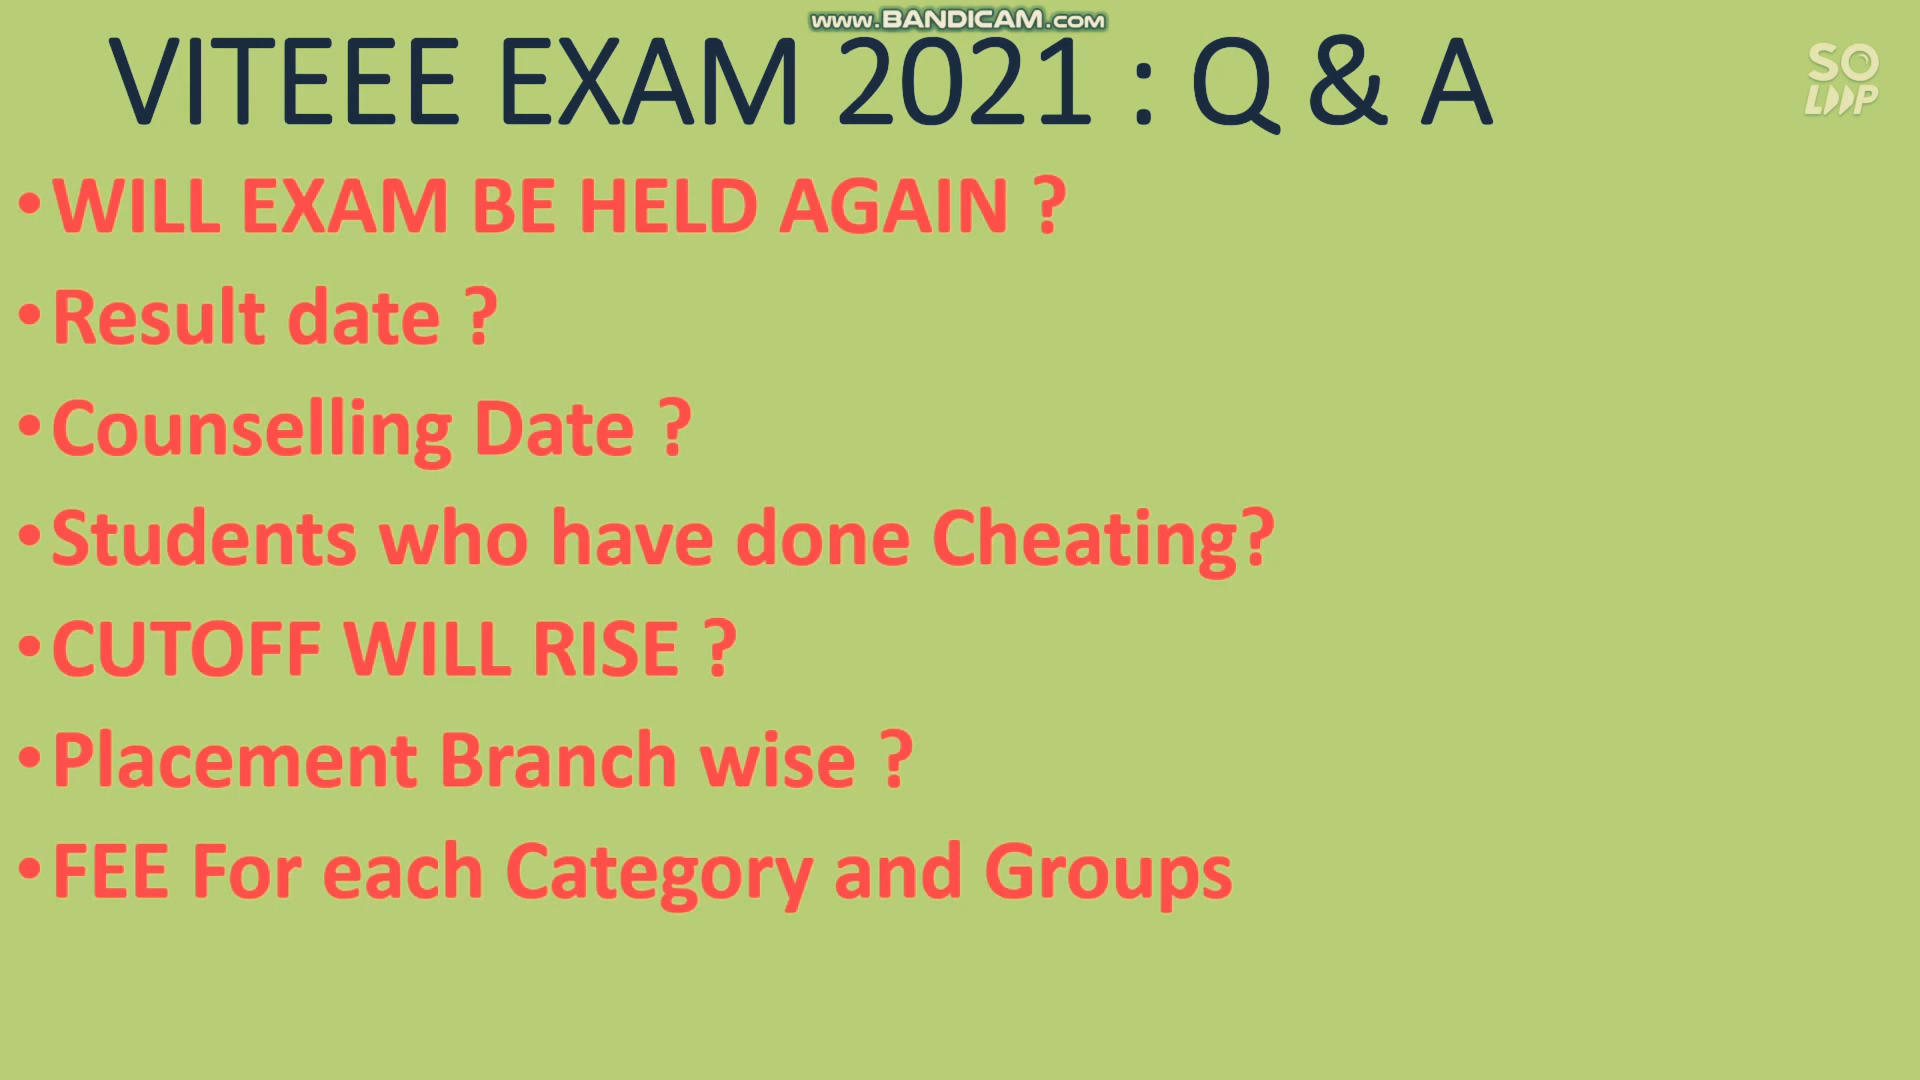 www.BANDICAM.com
VITEEE EXAM 2021 : Q & A
SO
LOOP
•WILL EXAM BE HELD AGAIN ?
•Result date ?
•Counselling Date ?
•Students who have done Cheating?
•CUTOFF WILL RISE ?
•Placement Branch wise ?
•FEE For each Category and Groups